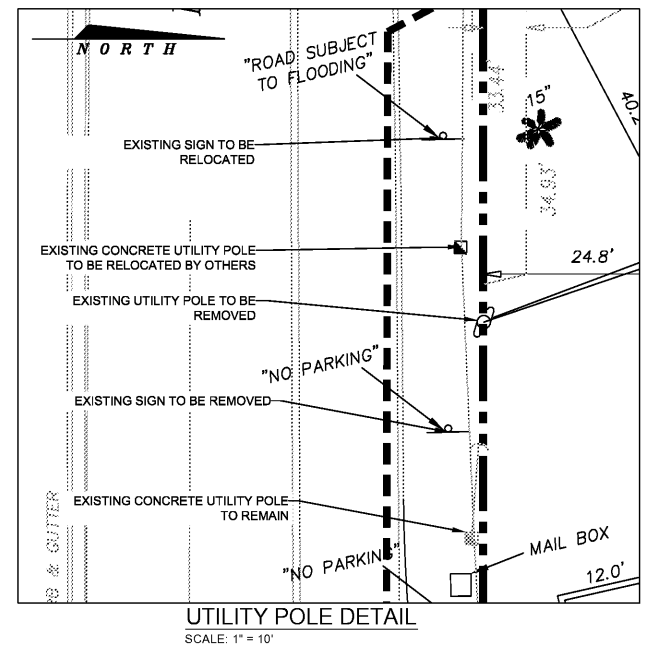 NORTH
"ROAD SUBJECT
TO FLOODING"
33.44'
15"
40.2
EXISTING SIGN TO BE
RELOCATED
34.93'
EXISTING CONCRETE UTILITY POLE
TO BE RELOCATED BY OTHERS
24.8'
EXISTING UTILITY POLE TO BE
REMOVED
"NO PARKING"
EXISTING SIGN TO BE REMOVED
EXISTING CONCRETE UTILITY POLE
TO REMAIN
& GUTTER
MAIL BOX
"NO PARKING"
12.0'
UTILITY POLE DETAIL
SCALE: 1" = 10'